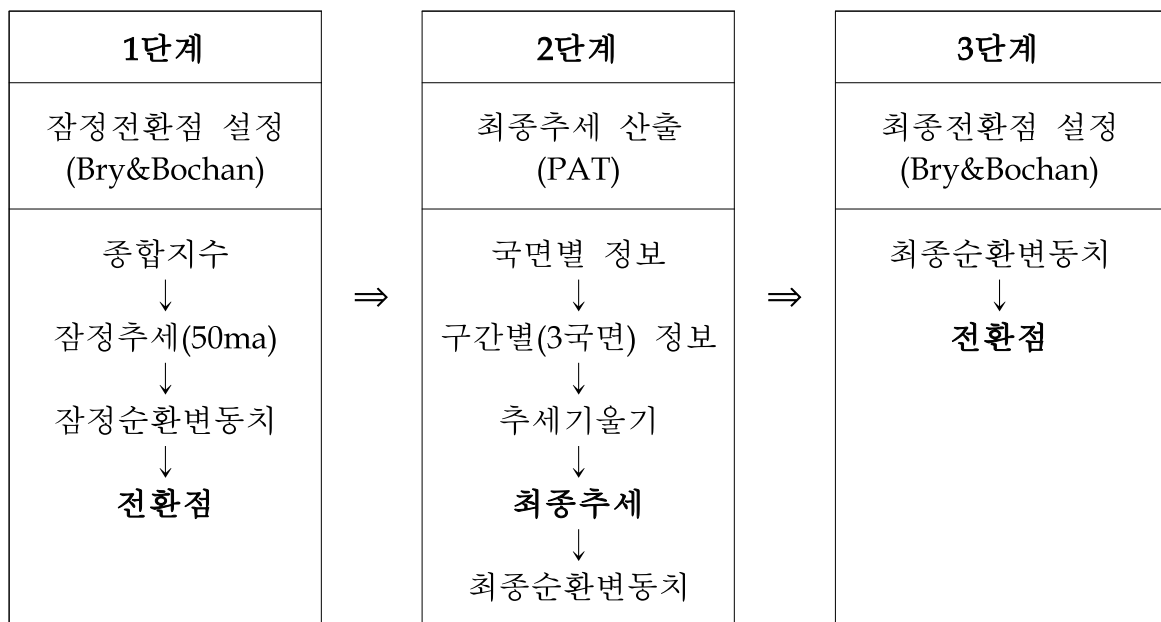 1단계
잠정전환점 설정
(Bry&Bochan)
종합지수
↓
잠정추세(50ma)
↓
잠정순환변동치
↓
전환점
⇒
2단계
최종추세 산출
(PAT)
국면별 정보
↓
구간별(3국면) 정보
↓
추세기울기
↓
최종추세
↓
최종순환변동치
⇒
3단계
최종전환점 설정
(Bry&Bochan)
최종순환변동치
↓
전환점